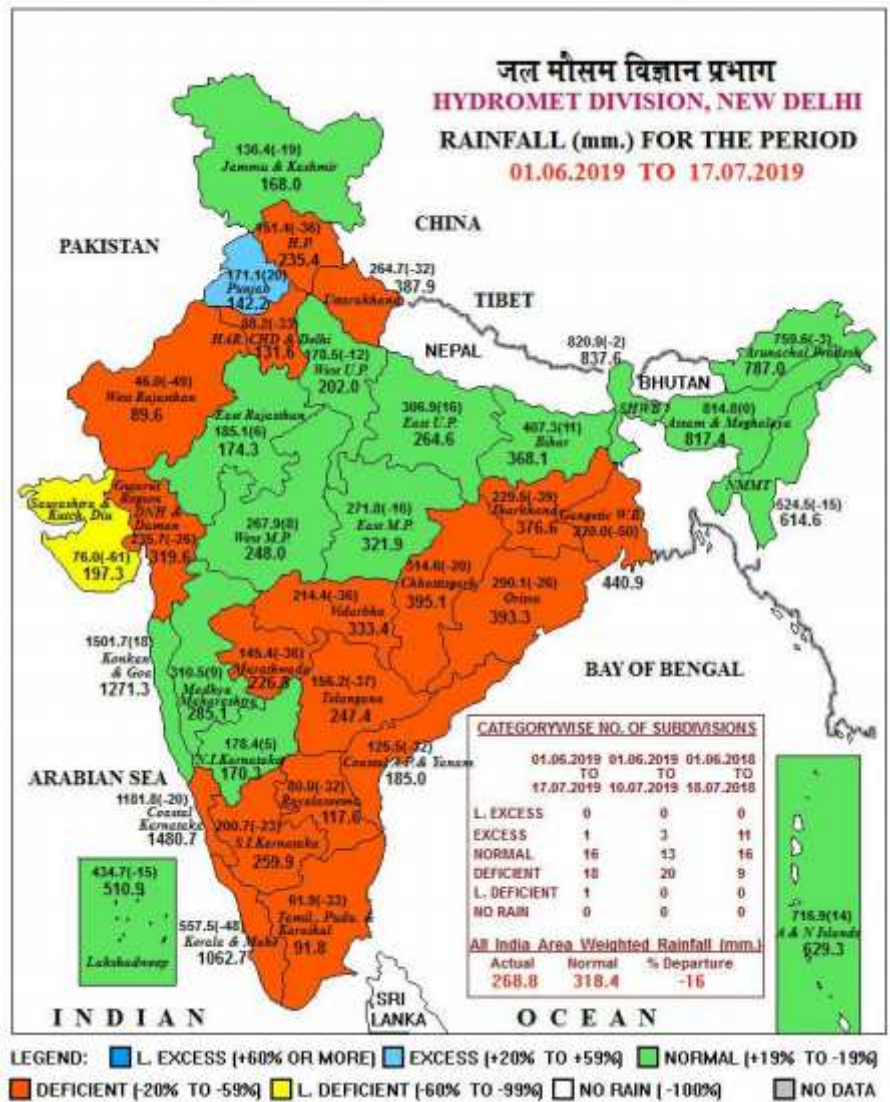 जल मौसम विज्ञान प्रभाग
HYDROMET DIVISION, NEW DELHI
RAINFALL (mm.) FOR THE PERIOD
01.06.2019 TO 17.07.2019
136.4(-19)
Jammu & Kashmir
168.0
CHINA
PAKISTAN
151.4(-36)
H.P.
235.4
171.1(20)
Punjab
142.2
264.7(-32)
387.9
Uttarakhand
TIBET
88.2(-33)
HAR. CHD & Delhi
131.6
NEPAL
820.9(-2)
837.6
BHUTAN
759.6(-3)
Arunachal Pradesh
787.0
178.5(-12)
West U.P.
202.0
46.0(-49)
West Rajasthan
89.6
East Rajasthan
185.1(6)
174.3
306.9(16)
East U.P.
264.6
407.3(11)
Bihar
368.1
SHWB
814.8(0)
Assam & Meghalaya
817.4
NMMT
524.5(-15)
614.6
Saurashtra &
Kutch, Diu
76.0(-61)
197.3
Gujarat
Region
DNH &
Daman
235.7(-26)
319.6
267.9(8)
West M.P.
248.0
271.8(-16)
East M.P.
321.9
229.5(-39)
Jharkhand
376.6
Gangetic W.B.
220.0(-50)
440.9
314.6(-20)
Chhattisgarh
395.1
290.1(-26)
Orissa
393.3
214.4(-36)
Vidarbha
333.4
1501.7(18)
Konkan
& Goa
1271.3
310.5(9)
Madhya
Maharashtra
285.1
145.4(-36)
Marathwada
226.8
156.2(-37)
Telangana
247.4
BAY OF BENGAL
178.4(5)
N.I.Karnataka
170.3
125.5(-32)
Coastal A.P & Yanam
185.0
ARABIAN SEA
1181.8(-20)
Coastal
Karnataka
1480.7
80.0(-32)
Rayalaseema
117.6
200.7(-23)
S.I.Karnataka
259.9
434.7(-15)
510.9
Lakshadweep
557.5(-48)
Kerala & Mahe
1062.7
61.9(-33)
Tamil. Pudu. &
Karaikal
91.8
CATEGORYWISE NO. OF SUBDIVISIONS
01.06.2019 01.06.2019 01.06.2018
TO TO TO
17.07.2019 10.07.2019 18.07.2018
L. EXCESS 0 0 0
EXCESS 1 3 11
NORMAL 16 13 16
DEFICIENT 18 20 9
L. DEFICIENT 1 0 0
NO RAIN 0 0 0
All India Area Weighted Rainfall (mm.)
Actual Normal % Departure
268.8 318.4 -16
716.9(14)
A & N Islands
629.3
SRI
LANKA
INDIAN OCEAN
LEGEND: L. EXCESS (+60% OR MORE) EXCESS (+20% TO +59%) NORMAL (+19% TO -19%)
DEFICIENT (-20% TO -59%) L. DEFICIENT (-60% TO -99%) NO RAIN (-100%) NO DATA